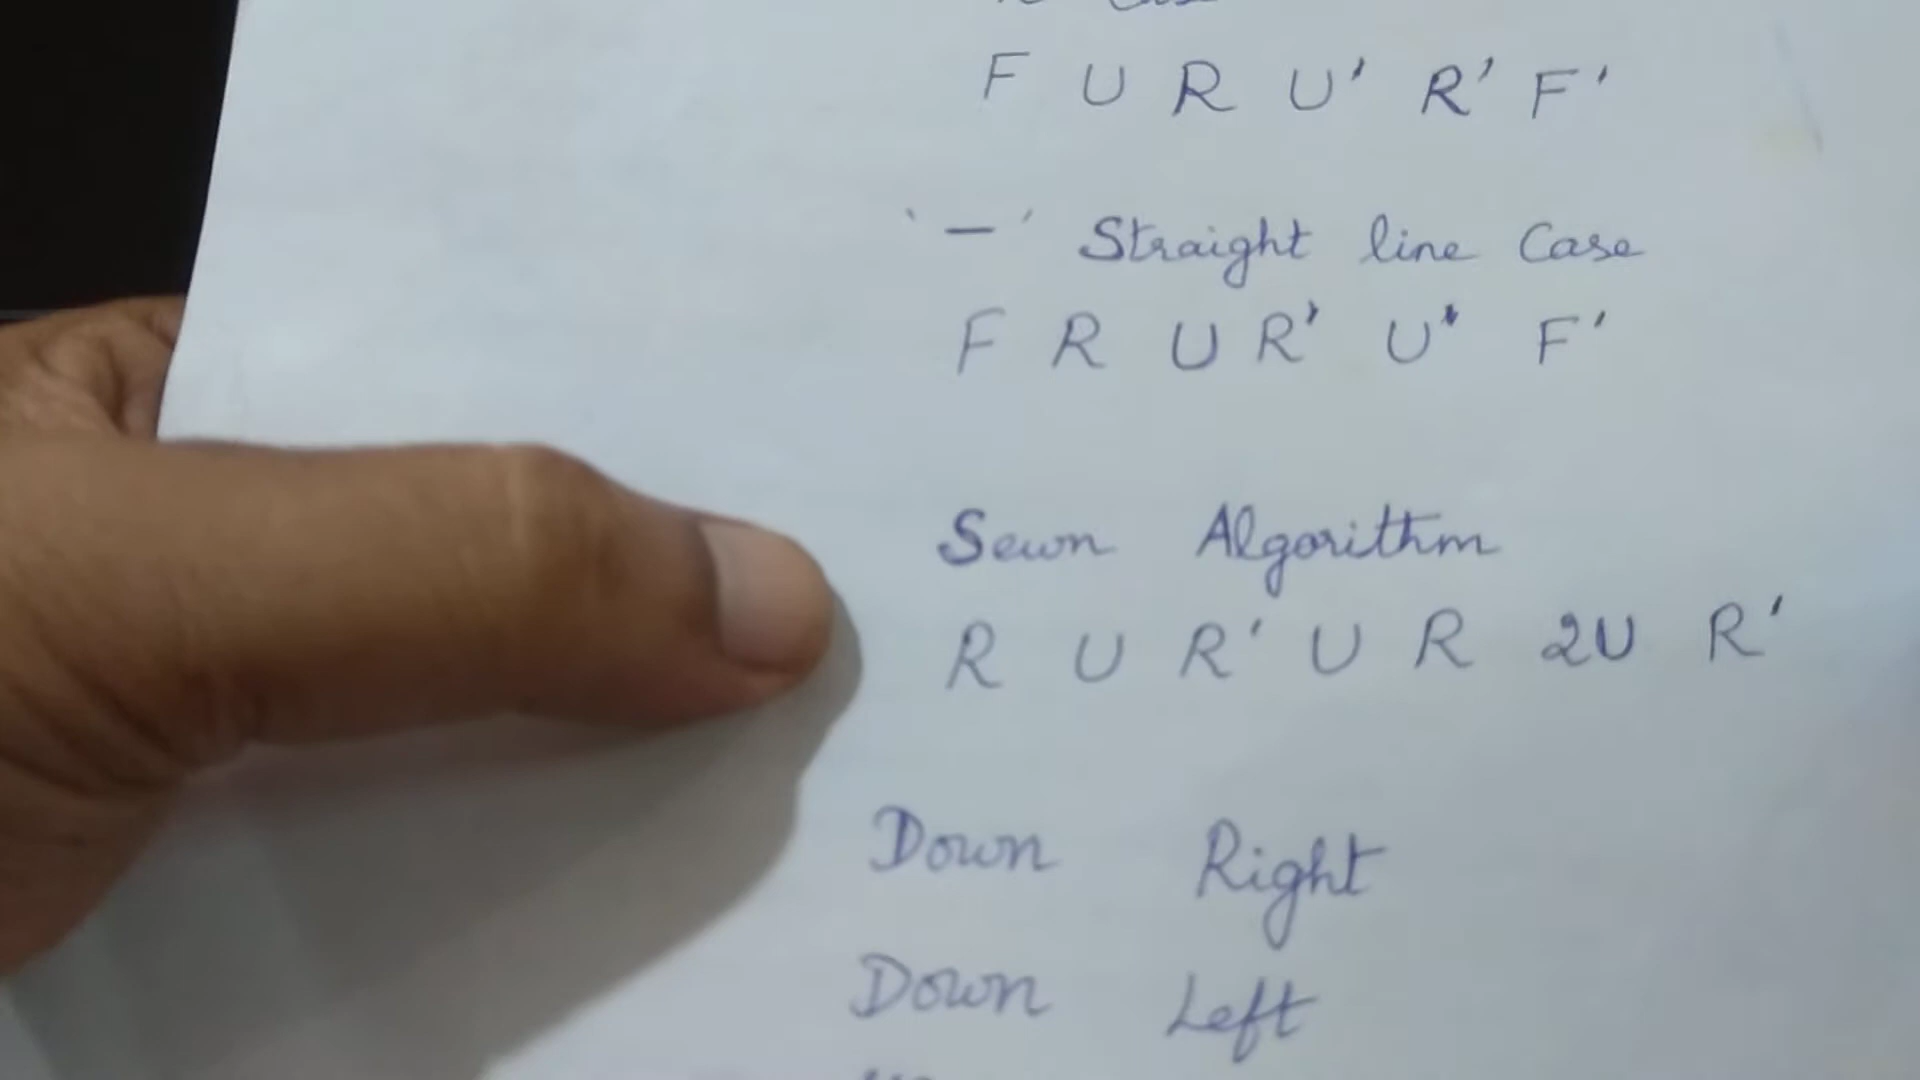 F U R U' R' F'
'—' Straight line Case
F R U R' U' F'
Sewn Algorithm
R U R' U R 2U R'
Down Right
Down Left